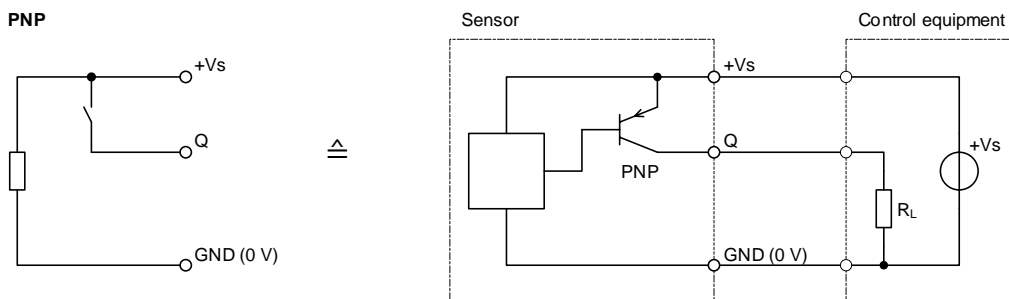 PNP
Sensor
Control equipment
+Vs
+Vs
Q
Q
≙
PNP
+Vs
RL
GND (0 V)
GND (0 V)